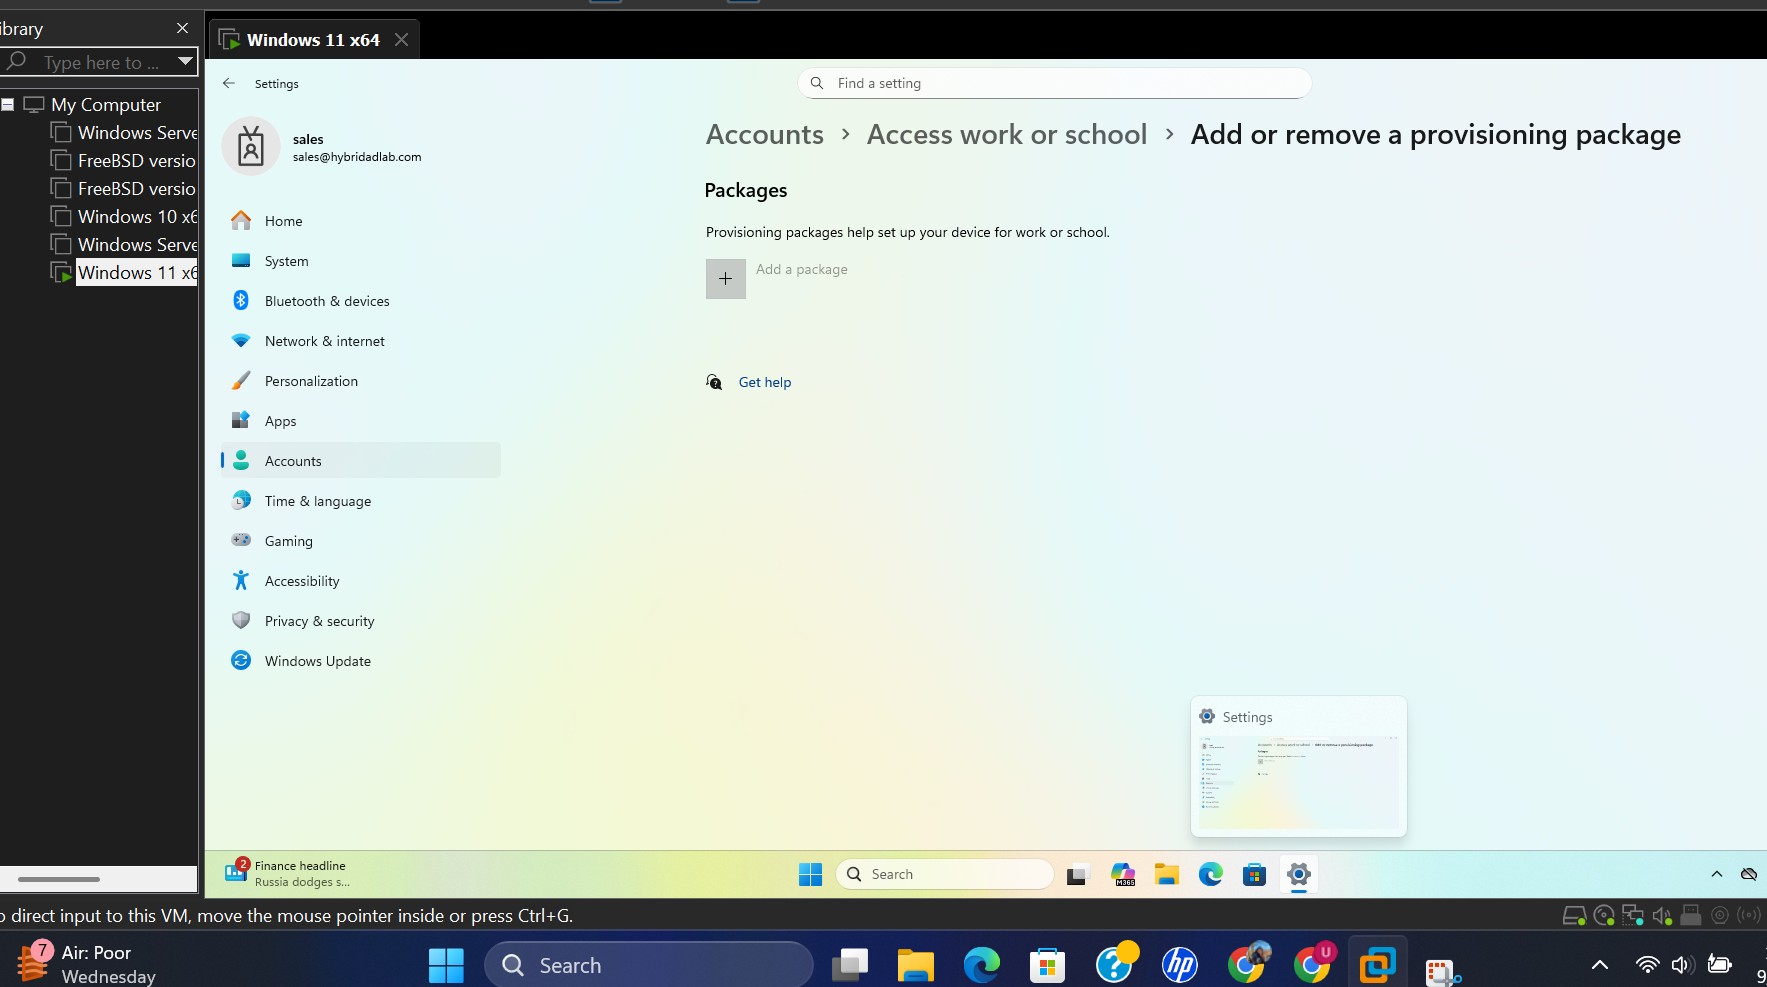 ibrary
Type here to ...
My Computer
Windows Serve
FreeBSD versio
FreeBSD versio
Windows 10 x6
Windows Serve
Windows 11 x6
Windows 11 x64
Settings
Find a setting
sales
sales@hybridadlab.com
Home
System
Bluetooth & devices
Network & internet
Personalization
Apps
Accounts
Time & language
Gaming
Accessibility
Privacy & security
Windows Update
Accounts > Access work or school > Add or remove a provisioning package
Packages
Provisioning packages help set up your device for work or school.
Add a package
Get help
Settings
2
Finance headline
Russia dodges s...
Search
M365
o direct input to this VM, move the mouse pointer inside or press Ctrl+G.
7
Air: Poor
Wednesday
Search
hp
U
9